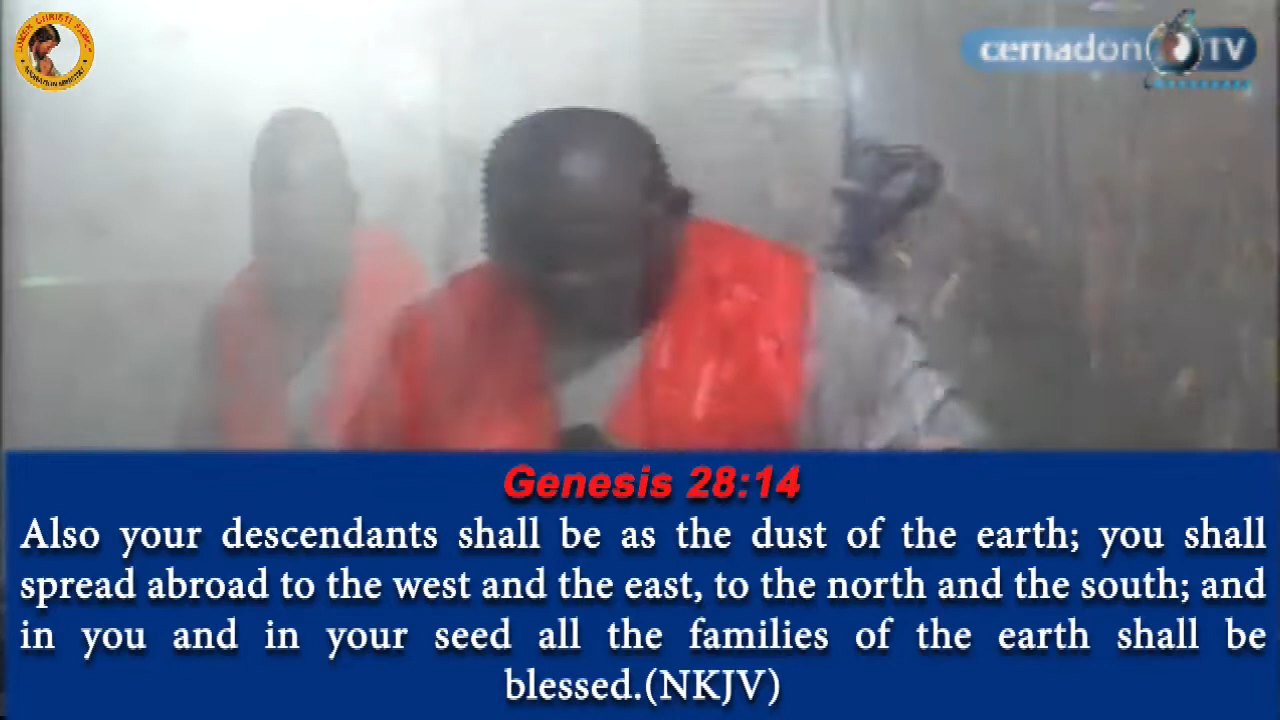 cemadon TV
Genesis 28:14
Also your descendants shall be as the dust of the earth; you shall
spread abroad to the west and the east, to the north and the south; and
in you and in your seed all the families of the earth shall be
blessed.(NKJV)